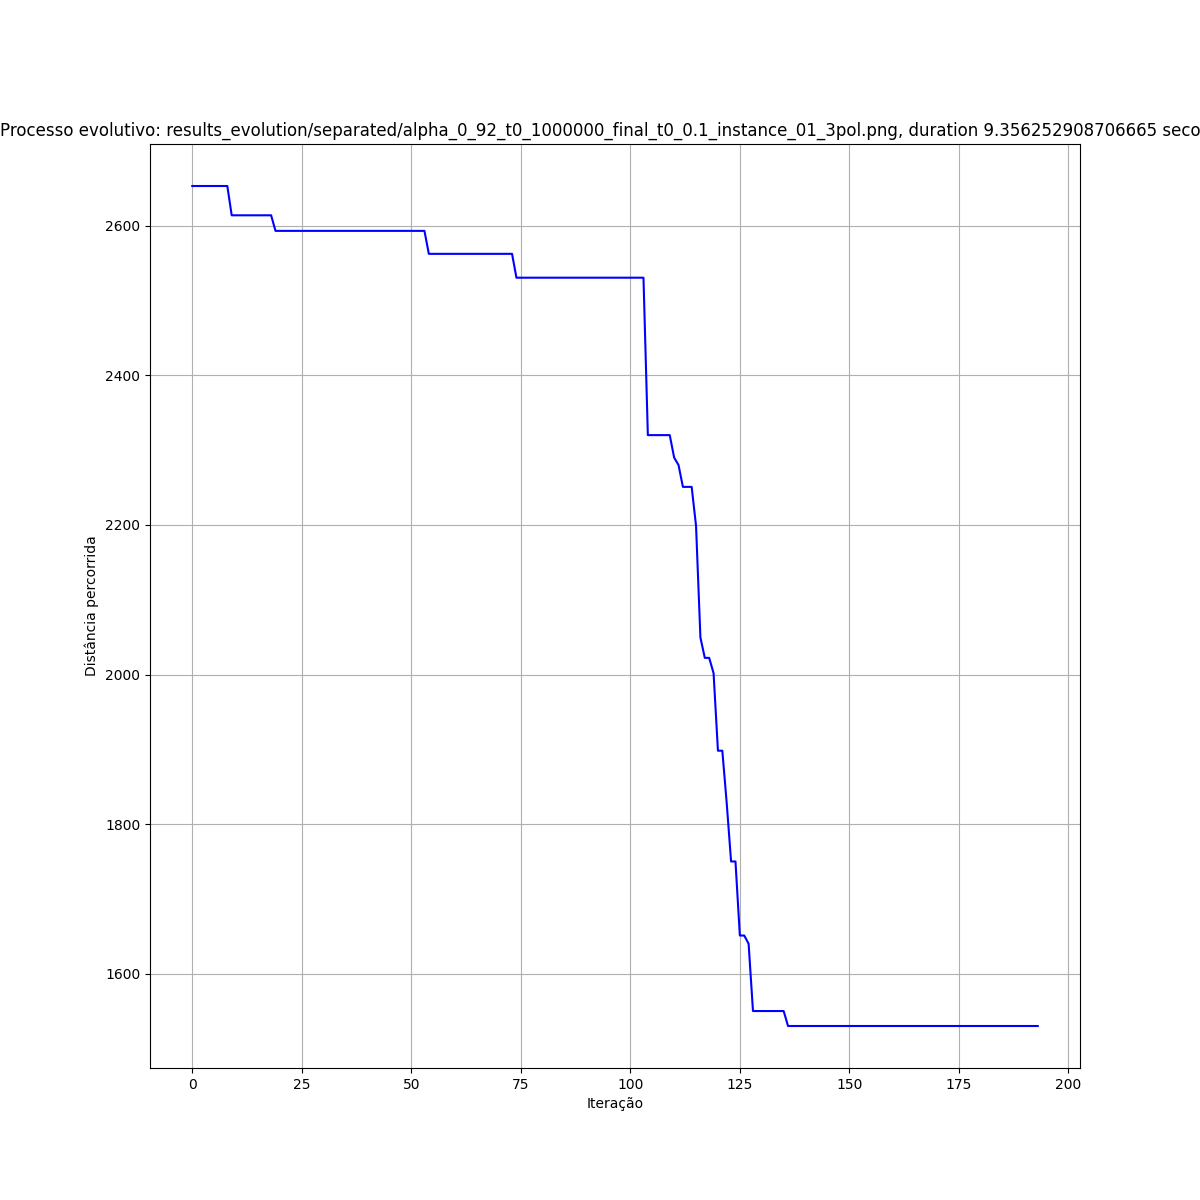 Processo evolutivo: results_evolution/separated/alpha_0_92_t0_1000000_final_t0_0.1_instance_01_3pol.png, duration 9.356252908706665 seco
2600
2400
2200
2000
1800
1600
Distância percorrida
0 25 50 75 100 125 150 175 200
Iteração